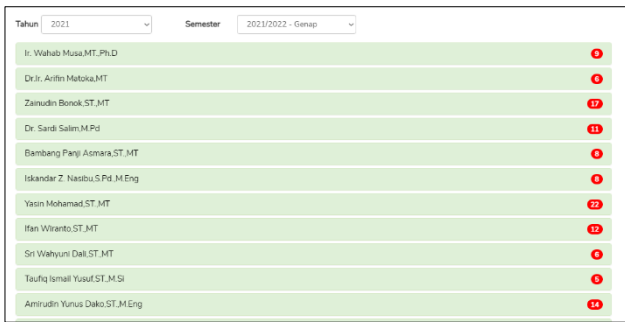 Tahun 2021 Semester 2021/2022 - Genap
Ir. Wahab Musa,MT.,Ph.D 9
Dr.Ir. Arifin Matoka,MT 6
Zainudin Bonok,ST.,MT 17
Dr. Sardi Salim,M.Pd 11
Bambang Panji Asmara,ST.,MT 8
Iskandar Z. Nasibu,S.Pd.,M.Eng 8
Yasin Mohamad,ST.,MT 22
Ifan Wiranto,ST.,MT 12
Sri Wahyuni Dali,ST.,MT 6
Taufiq Ismail Yusuf,ST.,M.Si 5
Amirudin Yunus Dako,ST.,M.Eng 14